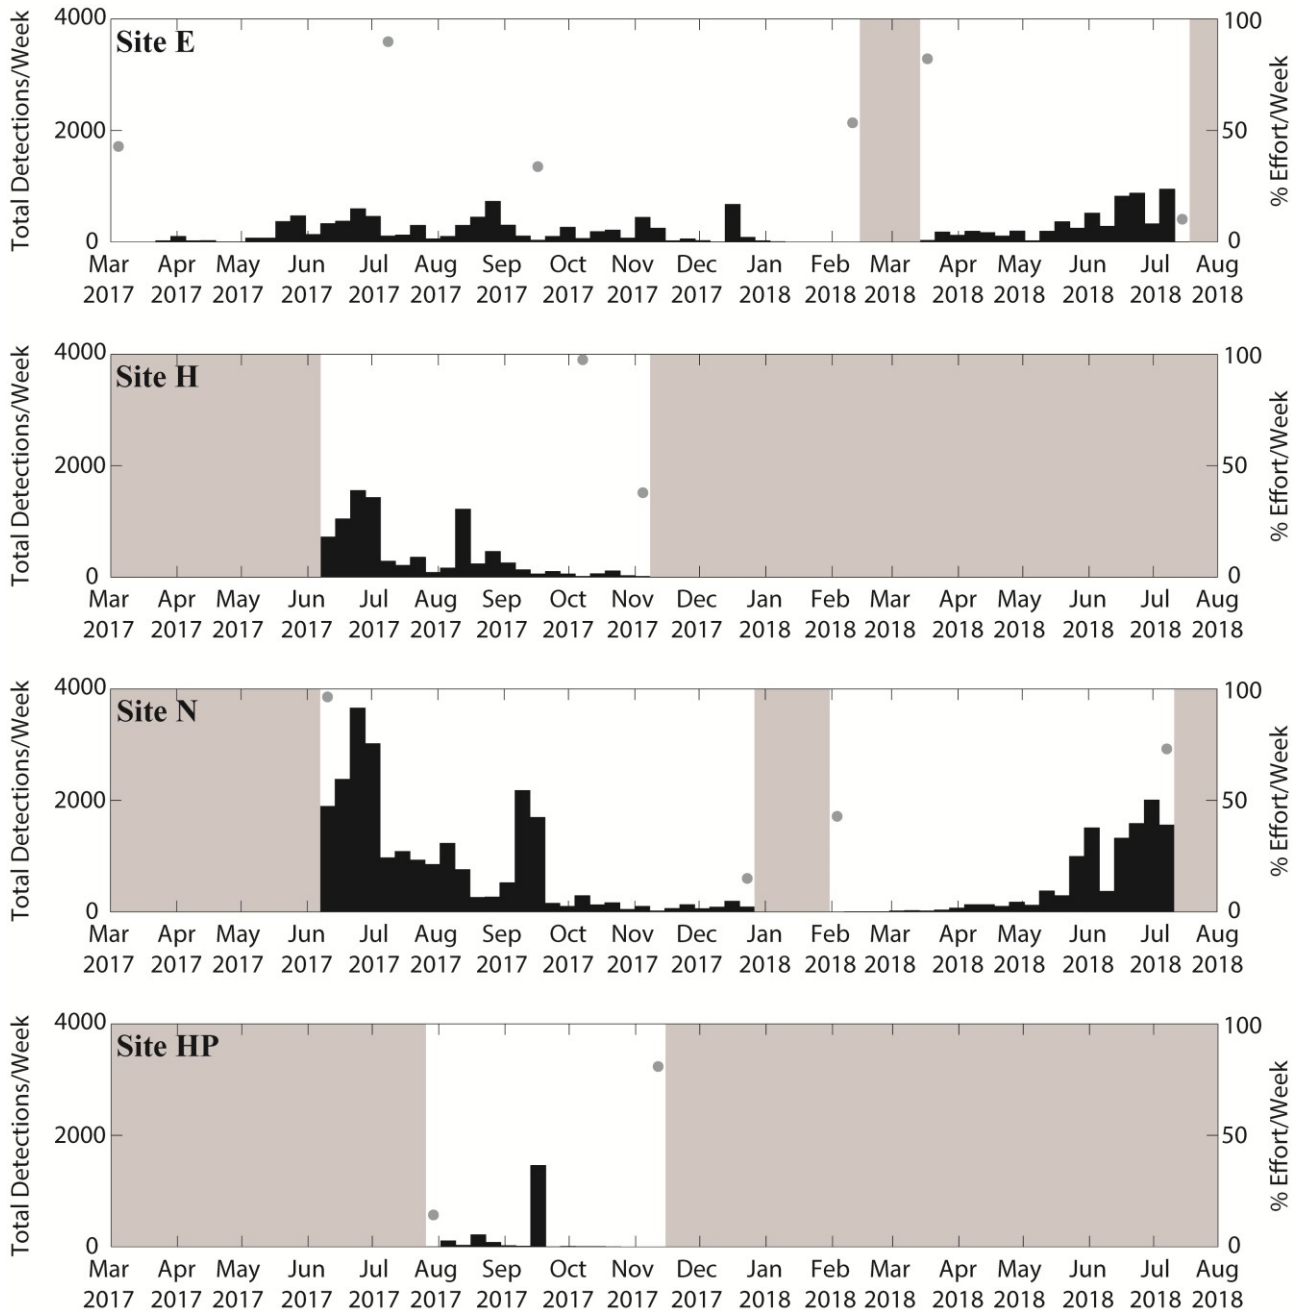 4000
100
Site E
Total Detections/Week
2000
50
% Effort/Week
0
0
Mar Apr May Jun Jul Aug Sep Oct Nov Dec Jan Feb Mar Apr May Jun Jul Aug
2017 2017 2017 2017 2017 2017 2017 2017 2017 2017 2018 2018 2018 2018 2018 2018 2018 2018
4000
100
Site H
Total Detections/Week
2000
50
% Effort/Week
0
0
Mar Apr May Jun Jul Aug Sep Oct Nov Dec Jan Feb Mar Apr May Jun Jul Aug
2017 2017 2017 2017 2017 2017 2017 2017 2017 2017 2018 2018 2018 2018 2018 2018 2018 2018
4000
100
Site N
Total Detections/Week
2000
50
% Effort/Week
0
0
Mar Apr May Jun Jul Aug Sep Oct Nov Dec Jan Feb Mar Apr May Jun Jul Aug
2017 2017 2017 2017 2017 2017 2017 2017 2017 2017 2018 2018 2018 2018 2018 2018 2018 2018
4000
100
Site HP
Total Detections/Week
2000
50
% Effort/Week
0
0
Mar Apr May Jun Jul Aug Sep Oct Nov Dec Jan Feb Mar Apr May Jun Jul Aug
2017 2017 2017 2017 2017 2017 2017 2017 2017 2017 2018 2018 2018 2018 2018 2018 2018 2018